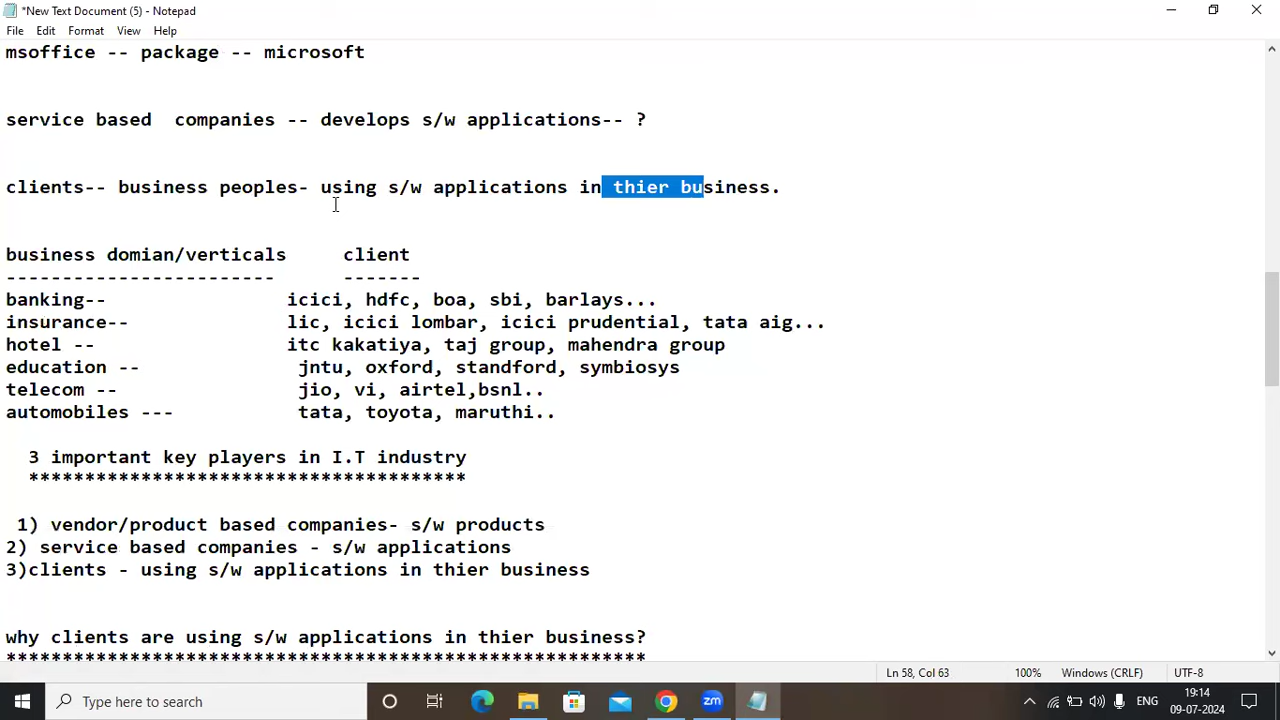 *New Text Document (5) - Notepad
File Edit Format View Help
msoffice -- package -- microsoft
service based  companies -- develops s/w applications-- ?
clients-- business peoples- using s/w applications in thier business.
business domian/verticals     client
------------------------      -------
banking--                icici, hdfc, boa, sbi, barlays...
insurance--              lic, icici lombar, icici prudential, tata aig...
hotel --                 itc kakatiya, taj group, mahendra group
education --              jntu, oxford, standford, symbiosys
telecom --                jio, vi, airtel,bsnl..
automobiles ---           tata, toyota, maruthi..
3 important key players in I.T industry
***************************************
1) vendor/product based companies- s/w products
2) service based companies - s/w applications
3)clients - using s/w applications in thier business
why clients are using s/w applications in thier business?
*********************************************************
Ln 58, Col 63 100% Windows (CRLF) UTF-8
Type here to search
zm
ENG
19:14
09-07-2024